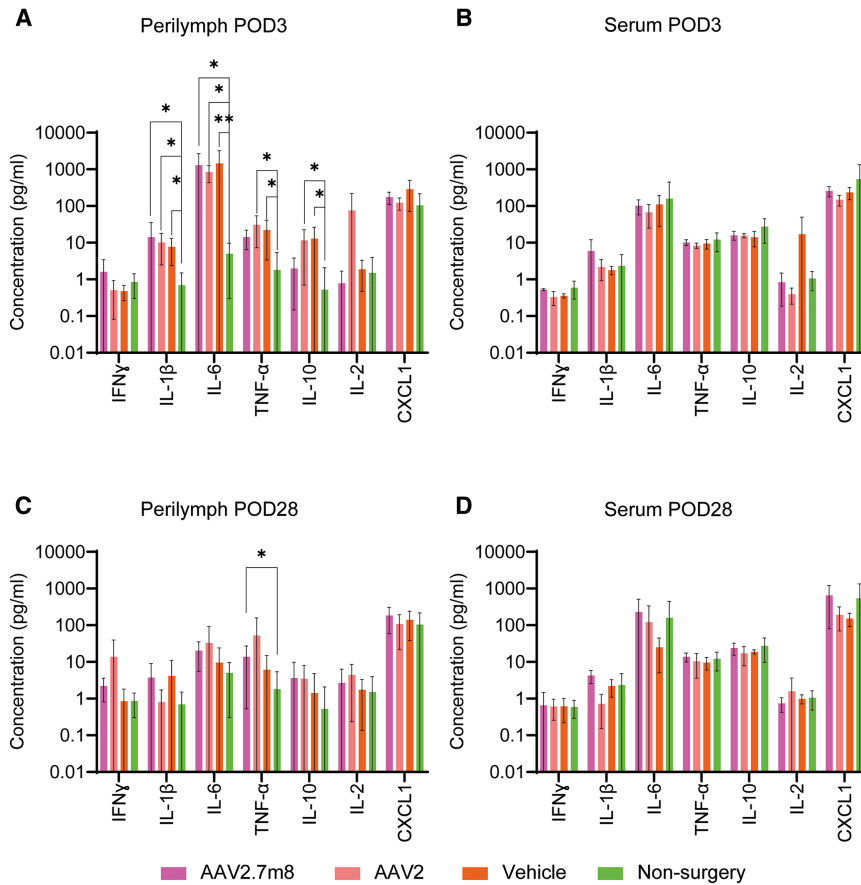 A
Perilymph POD3
B
Serum POD3
*
*
*
**
*
*
*
*
*
*
Concentration (pg/ml)
10000
1000
100
10
1
0.1
0.01
IFNɣ
IL-1β
IL-6
TNF-α
IL-10
IL-2
CXCL1
Concentration (pg/ml)
10000
1000
100
10
1
0.1
0.01
IFNɣ
IL-1β
IL-6
TNF-α
IL-10
IL-2
CXCL1
C
Perilymph POD28
D
Serum POD28
*
Concentration (pg/ml)
10000
1000
100
10
1
0.1
0.01
IFNɣ
IL-1β
IL-6
TNF-α
IL-10
IL-2
CXCL1
Concentration (pg/ml)
10000
1000
100
10
1
0.1
0.01
IFNɣ
IL-1β
IL-6
TNF-α
IL-10
IL-2
CXCL1
AAV2.7m8 AAV2 Vehicle Non-surgery